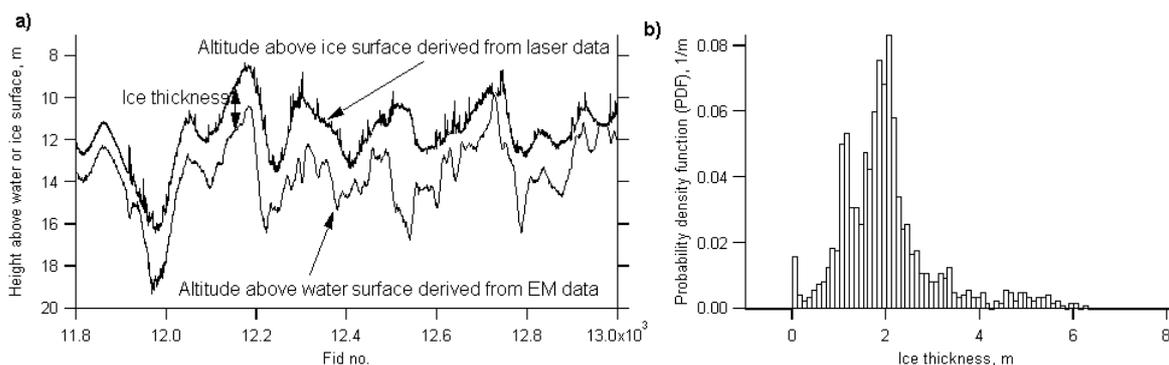 a)
Height above water or ice surface, m
8
10
12
14
16
18
20
Altitude above ice surface derived from laser data
Ice thickness
Altitude above water surface derived from EM data
11.8 12.0 12.2 12.4 12.6 12.8 13.0x10³
Fid no.
b)
Probability density function (PDF), 1/m
0.08
0.06
0.04
0.02
0.00
0 2 4 6 8
Ice thickness, m